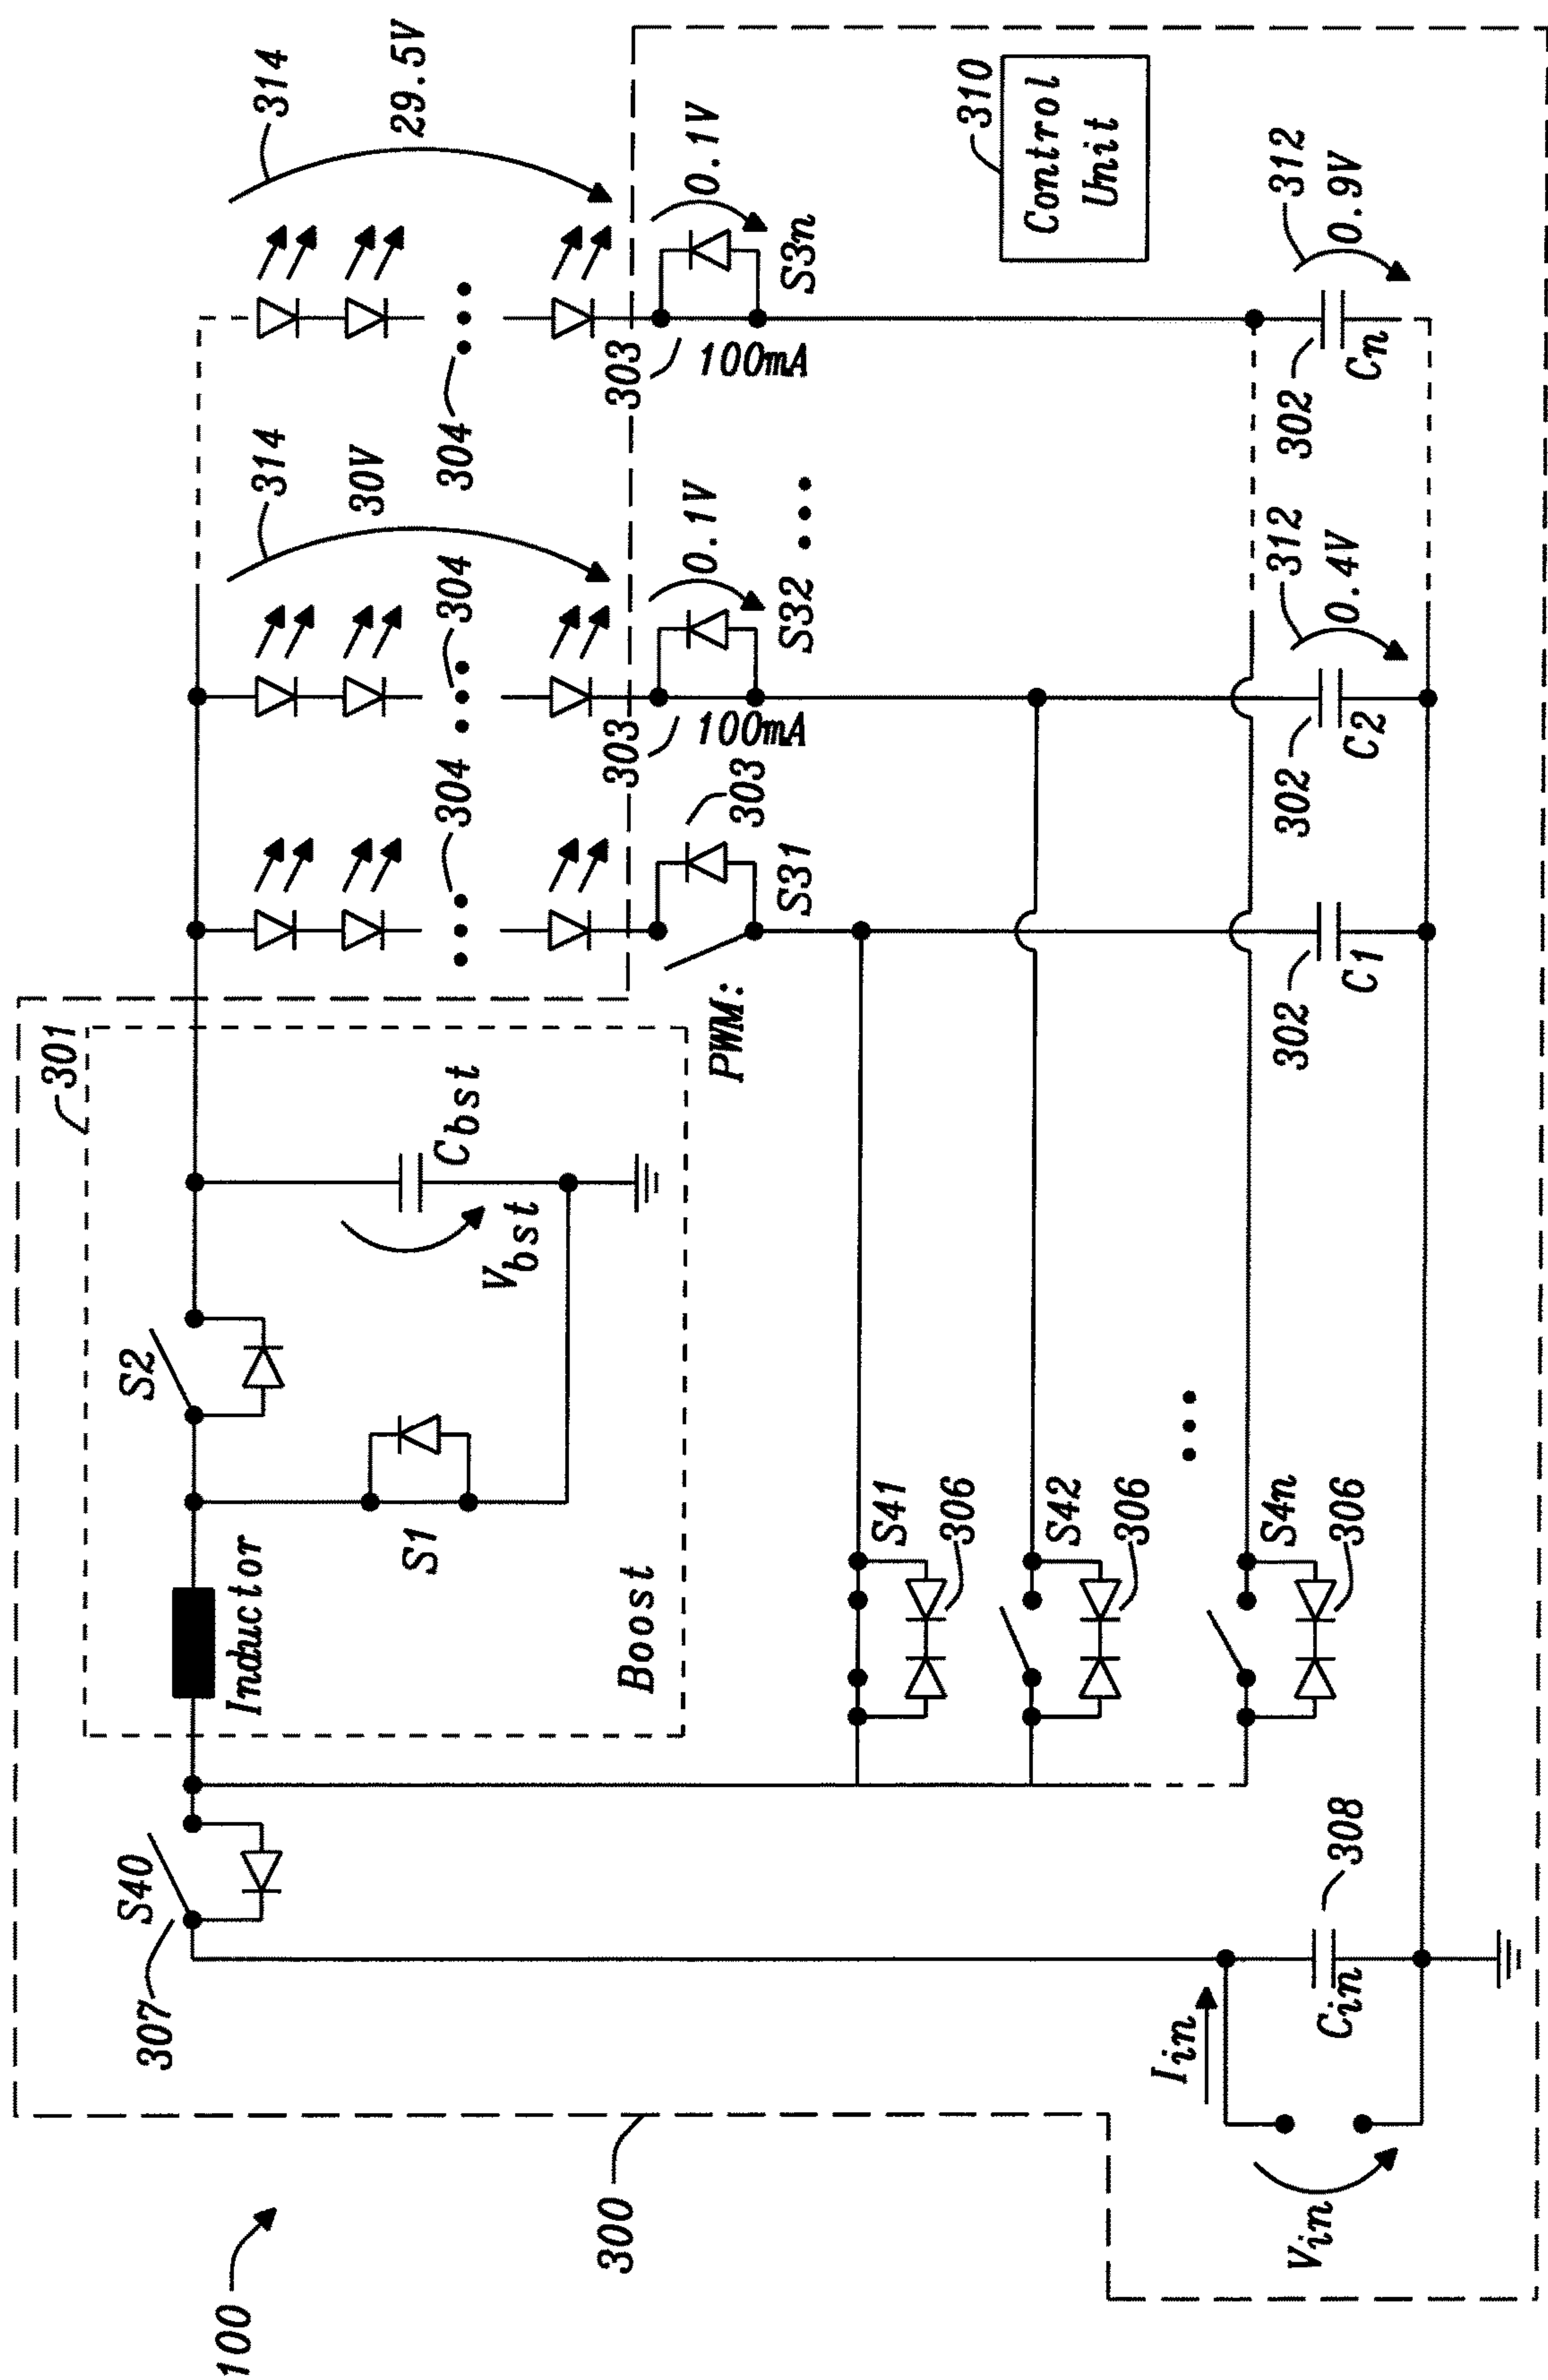 100
300
301
307
S40
Inductor
S2
S1
Boost
Vbst
Cbst
304
304
304
314
30V
314
29.5V
PWM:
S31
303
303
100mA
0.1V
S32
303
100mA
0.1V
S3n
310
Control
Unit
S41
306
S42
306
S4n
306
Iin
Vin
Cin
308
302
C1
302
C2
312
0.4V
302
Cn
312
0.9V